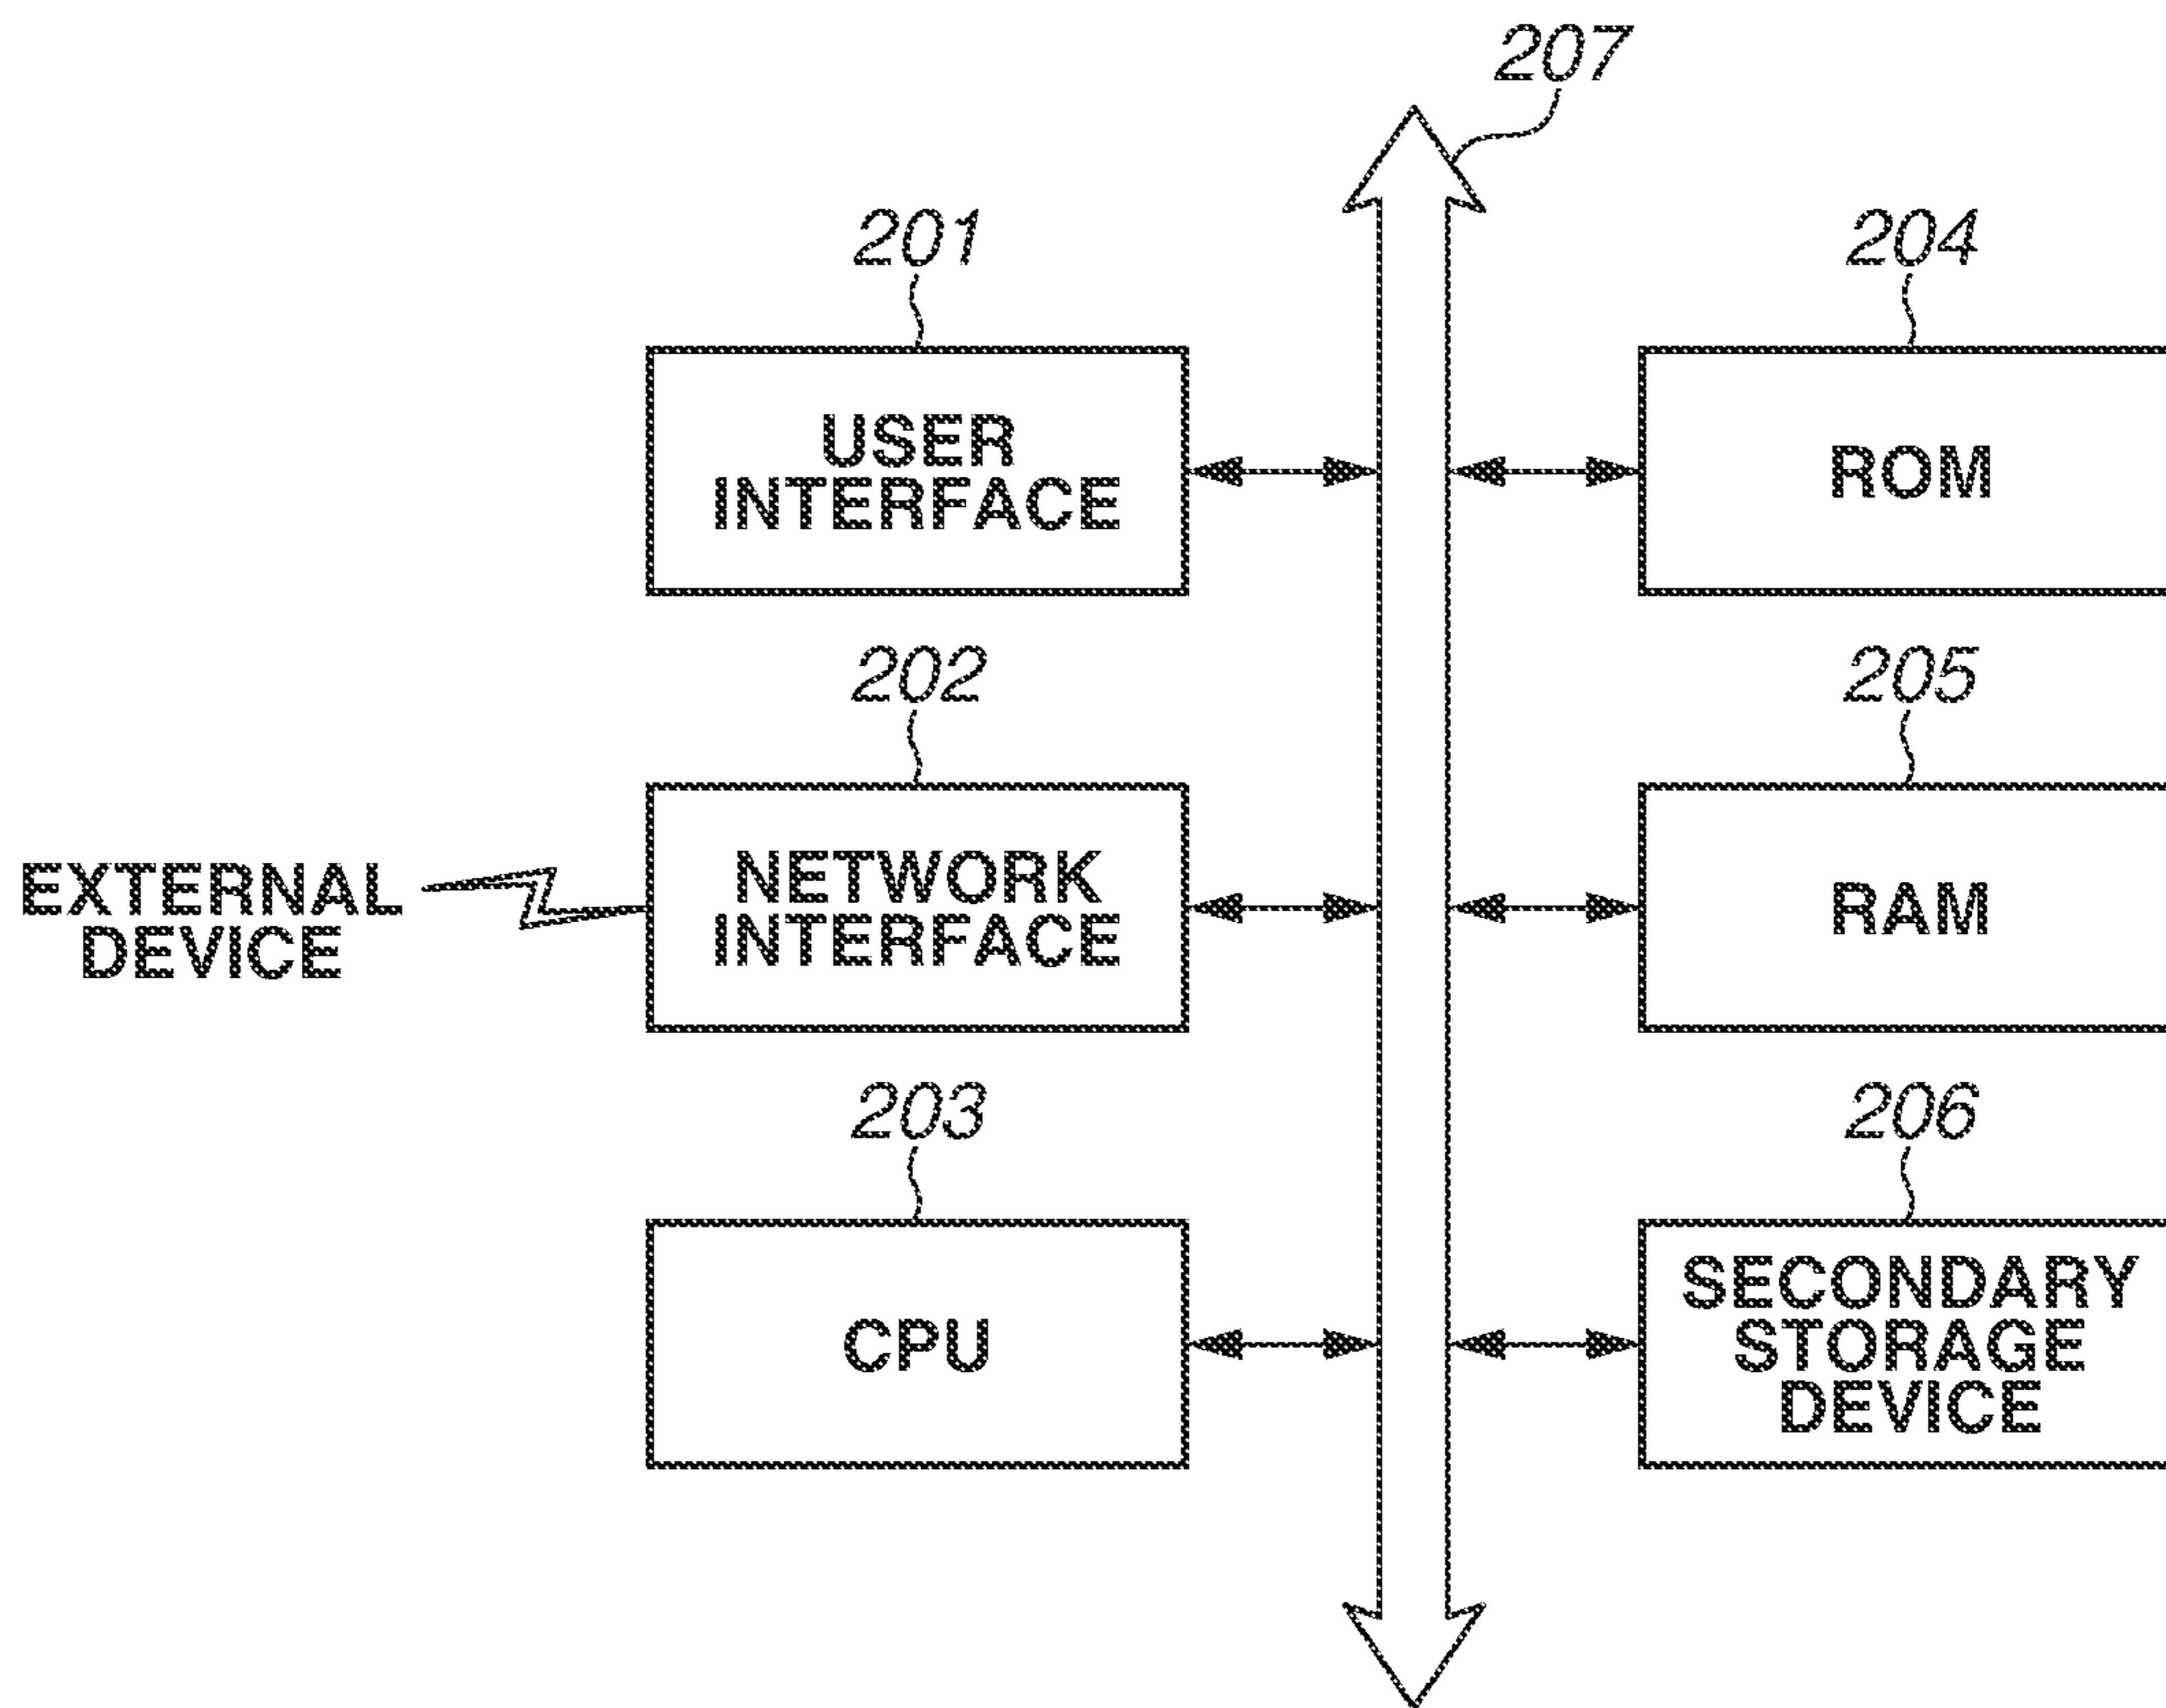 207
201
204
USER
INTERFACE
ROM
202
205
EXTERNAL
DEVICE
NETWORK
INTERFACE
RAM
203
206
CPU
SECONDARY
STORAGE
DEVICE